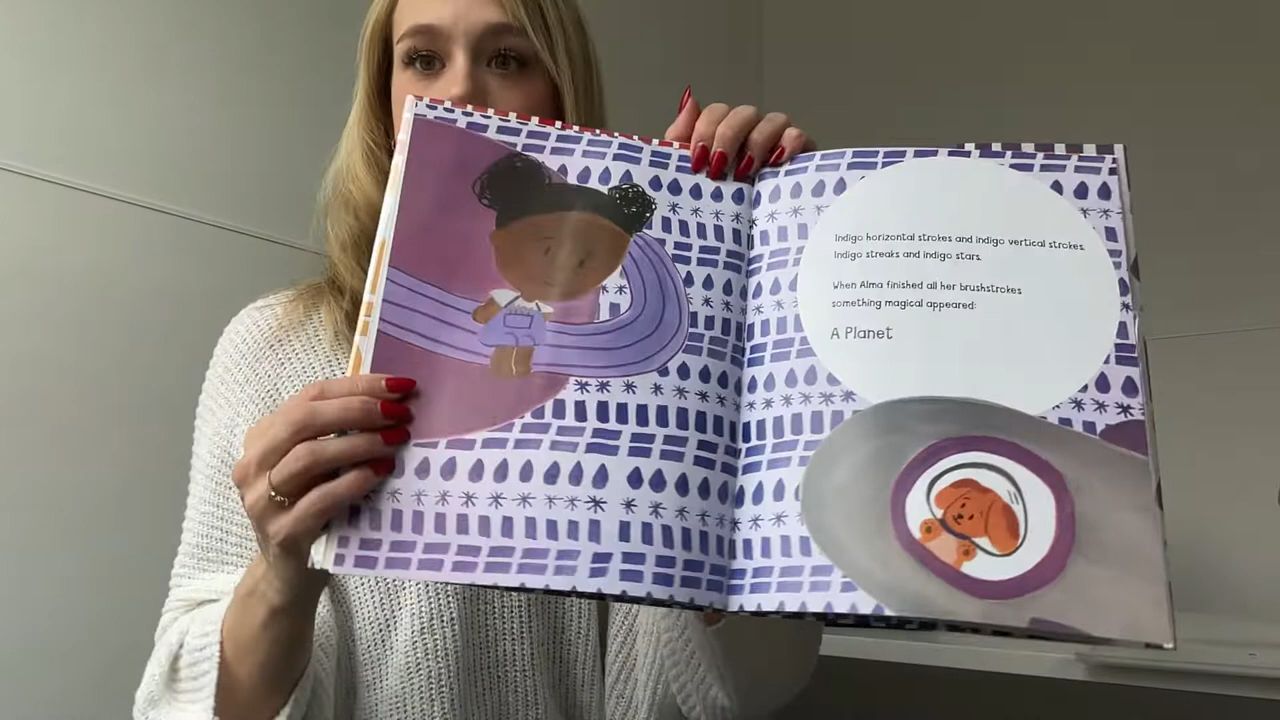 Indigo horizontal strokes and indigo vertical strokes.
Indigo streaks and indigo stars.
When Alma finished all her brushstrokes
something magical appeared:
A Planet